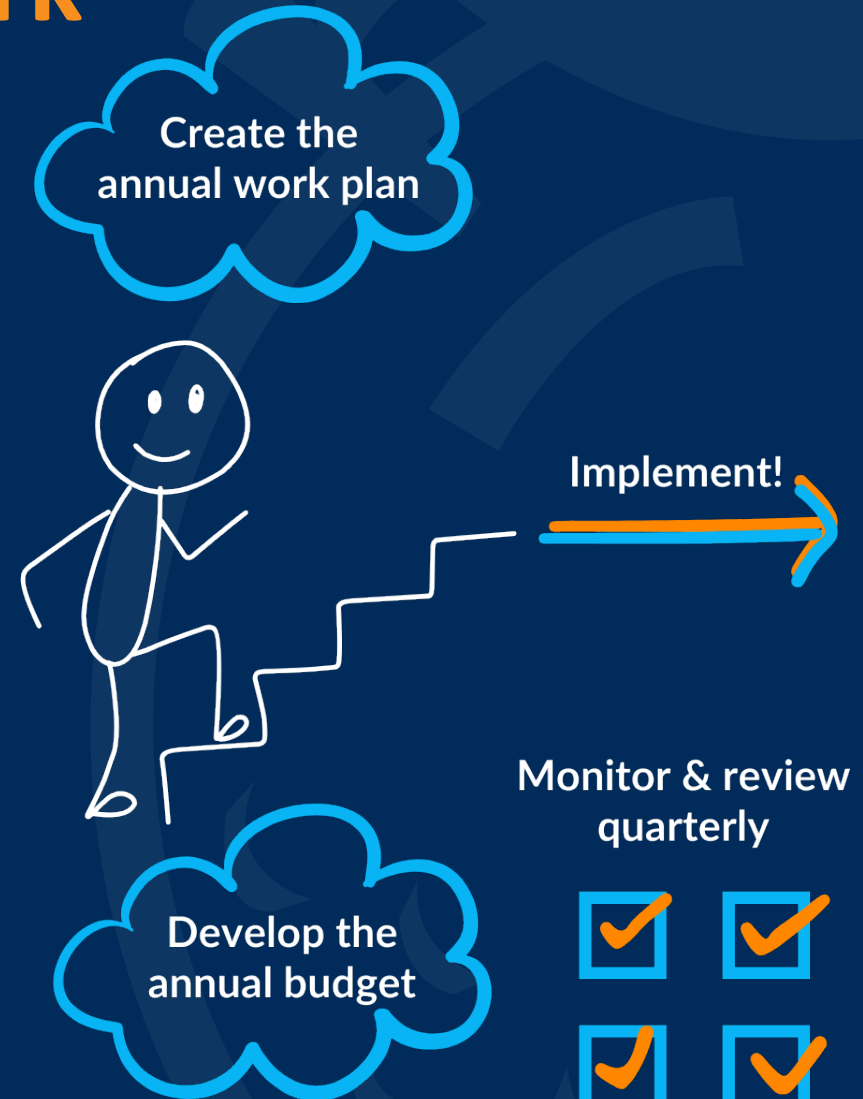 Create the
annual work plan
Implement!
Monitor & review
quarterly
Develop the
annual budget